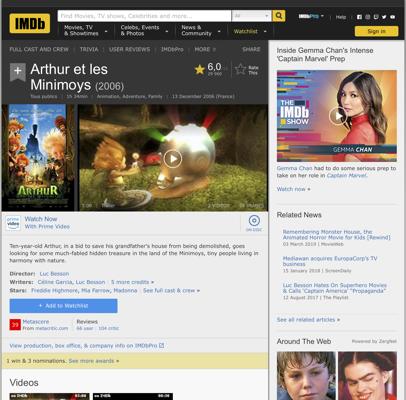 IMDb
Find Movies, TV shows, Celebrities and more...
All
IMDbPro
Help
Movies, TV
& Showtimes
Celebs, Events
& Photos
News &
Community
Watchlist
Sign in
FULL CAST AND CREW | TRIVIA | USER REVIEWS | IMDbPro | MORE
SHARE
Arthur et les
Minimoys (2006)
6,0
Rate
This
Tous publics | 1h 34min | Animation, Adventure, Family | 13 December 2006 (France)
ARTHUR
Trailer
Watch Now
With Prime Video
prime video
ON DISC
Ten-year-old Arthur, in a bid to save his grandfather's house from being demolished, goes
looking for some much-fabled hidden treasure in the land of the Minimoys, tiny people living in
harmony with nature.
Director: Luc Besson
Writers: Céline Garcia, Luc Besson | 5 more credits »
Stars: Freddie Highmore, Mia Farrow, Madonna | See full cast & crew »
+ Add to Watchlist
39 Metascore
From metacritic.com
Reviews
66 user | 104 critic
View production, box office, & company info on IMDbPro
1 win & 3 nominations. See more awards »
Videos
Inside Gemma Chan's Intense
'Captain Marvel' Prep
THE
IMDb
SHOW
GEMMA CHAN
Gemma Chan had to do some serious prep to
take on her role in Captain Marvel.
Watch now »
Related News
Remembering Monster House, the
Animated Horror Movie for Kids [Rewind]
03 March 2019 | MovieWeb
Mediawan acquires EuropaCorp's TV
business
15 January 2018 | ScreenDaily
Luc Besson Hates On Superhero Movies
& Calls 'Captain America' "Propaganda"
12 August 2017 | The Playlist
See all related articles »
Around The Web
Powered by ZergNet